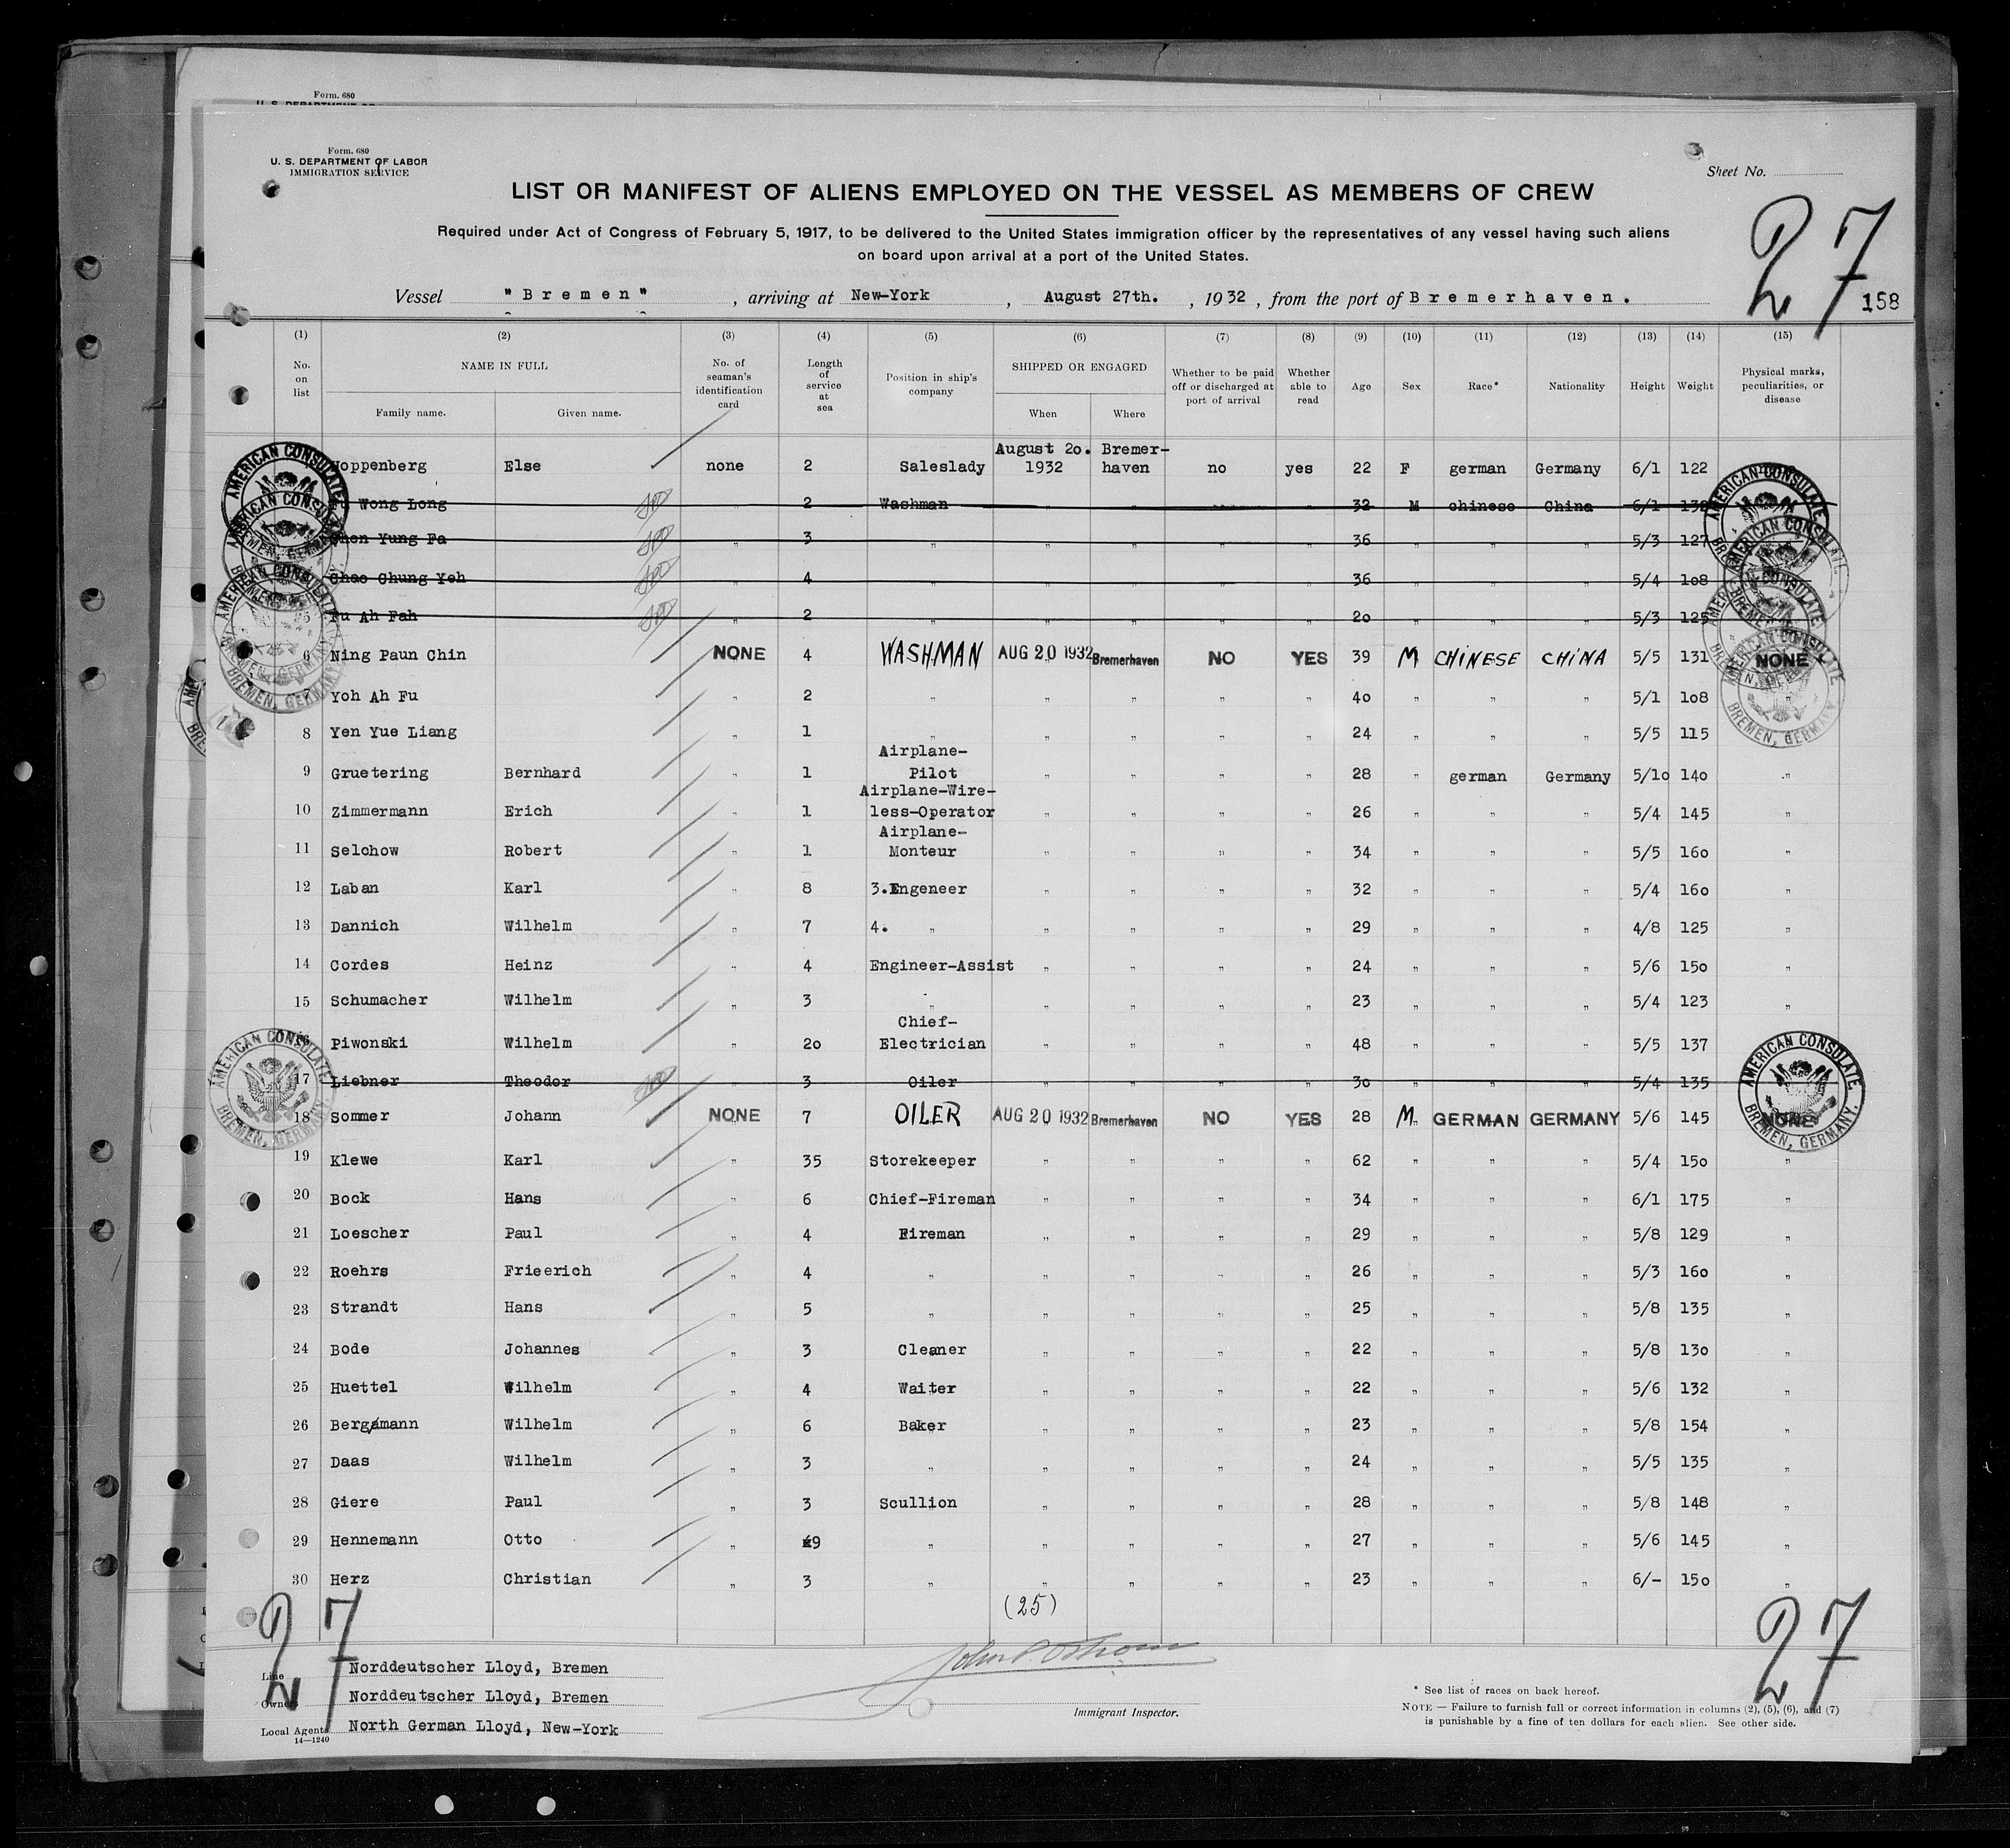 Form. 680
Form. 680
U. S. DEPARTMENT OF LABOR
IMMIGRATION SERVICE
Sheet No.
LIST OR MANIFEST OF ALIENS EMPLOYED ON THE VESSEL AS MEMBERS OF CREW
Required under Act of Congress of February 5, 1917, to be delivered to the United States immigration officer by the representatives of any vessel having such aliens
on board upon arrival at a port of the United States.
27
Vessel "Bremen", arriving at New-York, August 27th., 1932, from the port of Bremerhaven.
158
(1) (2) (3) (4) (5) (6) (7) (8) (9) (10) (11) (12) (13) (14) (15)
No. on list NAME IN FULL Family name. Given name. No. of seaman's identification card Length of service at sea Position in ship's company SHIPPED OR ENGAGED When Where Whether to be paid off or discharged at port of arrival Whether able to read Age Sex Race* Nationality Height Weight Physical marks, peculiarities, or disease
Hoppenberg Else none 2 Saleslady August 20. 1932 Bremer-haven no yes 22 F german Germany 6/1 122
Wong Long 2 Washman " " " " 32 M chinese China 6/1 132
Chen Yung Fa " 3 " " " " " 36 " " " 5/3 127
Chao Chung Yeh " 4 " " " " " 36 " " " 5/4 108
Fu Ah Fah " 2 " " " " " 20 " " " 5/3 125
6 Ning Paun Chin NONE 4 WASHMAN AUG 20 1932 Bremerhaven NO YES 39 M CHINESE CHINA 5/5 131 NONE
Yoh Ah Fu " 2 " " " " " 40 " " " 5/1 108 "
8 Yen Yue Liang " 1 " " " " " 24 " " " 5/5 115
9 Gruetering Bernhard " 1 Airplane-Pilot " " " " 28 " german Germany 5/10 140 "
10 Zimmermann Erich " 1 Airplane-Wire-less-Operator " " " " 26 " " " 5/4 145 "
11 Selchow Robert " 1 Airplane-Monteur " " " " 34 " " " 5/5 160 "
12 Laban Karl " 8 3.Engeneer " " " " 32 " " " 5/4 160 "
13 Dannich Wilhelm " 7 4. " " " " " 29 " " " 4/8 125 "
14 Cordes Heinz " 4 Engineer-Assist " " " " 24 " " " 5/6 150 "
15 Schumacher Wilhelm " 3 " " " " " 23 " " " 5/4 123 "
16 Piwonski Wilhelm " 20 Chief-Electrician " " " " 48 " " " 5/5 137 "
17 Liebner Theodor " 3 Oiler " " " " 30 " " " 5/4 135
18 Sommer Johann NONE 7 OILER AUG 20 1932 Bremerhaven NO YES 28 M GERMAN GERMANY 5/6 145 NONE
19 Klewe Karl " 35 Storekeeper " " " " 62 " " " 5/4 150 "
20 Bock Hans " 6 Chief-Fireman " " " " 34 " " " 6/1 175 "
21 Loescher Paul " 4 Fireman " " " " 29 " " " 5/8 129 "
22 Roehrs Frieerich " 4 " " " " " 26 " " " 5/3 160 "
23 Strandt Hans " 5 " " " " " 25 " " " 5/8 135 "
24 Bode Johannes " 3 Cleaner " " " " 22 " " " 5/8 130 "
25 Huettel Wilhelm " 4 Waiter " " " " 22 " " " 5/6 132 "
26 Bergmann Wilhelm " 6 Baker " " " " 23 " " " 5/8 154 "
27 Daas Wilhelm " 3 " " " " " 24 " " " 5/5 135 "
28 Giere Paul " 3 Scullion " " " " 28 " " " 5/8 148 "
29 Hennemann Otto " 9 " " " " " 27 " " " 5/6 145 "
30 Herz Christian " 3 " " " " " 23 " " " 6/- 150 "
AMERICAN CONSULATE BREMEN, GERMANY.
AMERICAN CONSULATE BREMEN, GERMANY.
(25)
27
27
Line Norddeutscher Lloyd, Bremen
Owners Norddeutscher Lloyd, Bremen
Local Agents North German Lloyd, New-York
14—1240
Immigrant Inspector.
* See list of races on back hereof.
NOTE — Failure to furnish full or correct information in columns (2), (5), (6), and (7)
is punishable by a fine of ten dollars for each alien. See other side.